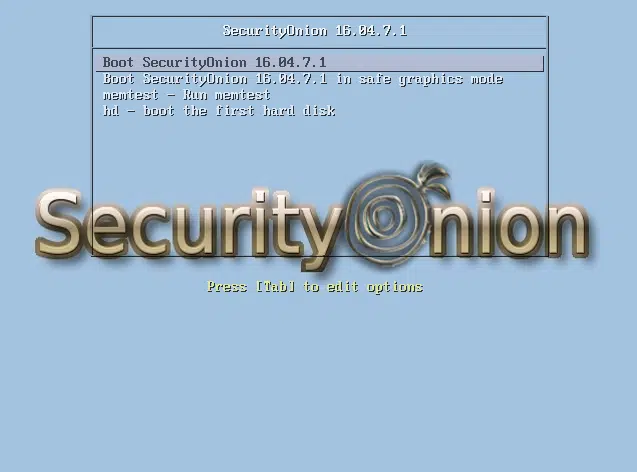 SecurityOnion 16.04.7.1
Boot SecurityOnion 16.04.7.1
Boot SecurityOnion 16.04.7.1 in safe graphics mode
memtest - Run memtest
hd - boot the first hard disk
SecurityOnion
Press [Tab] to edit options